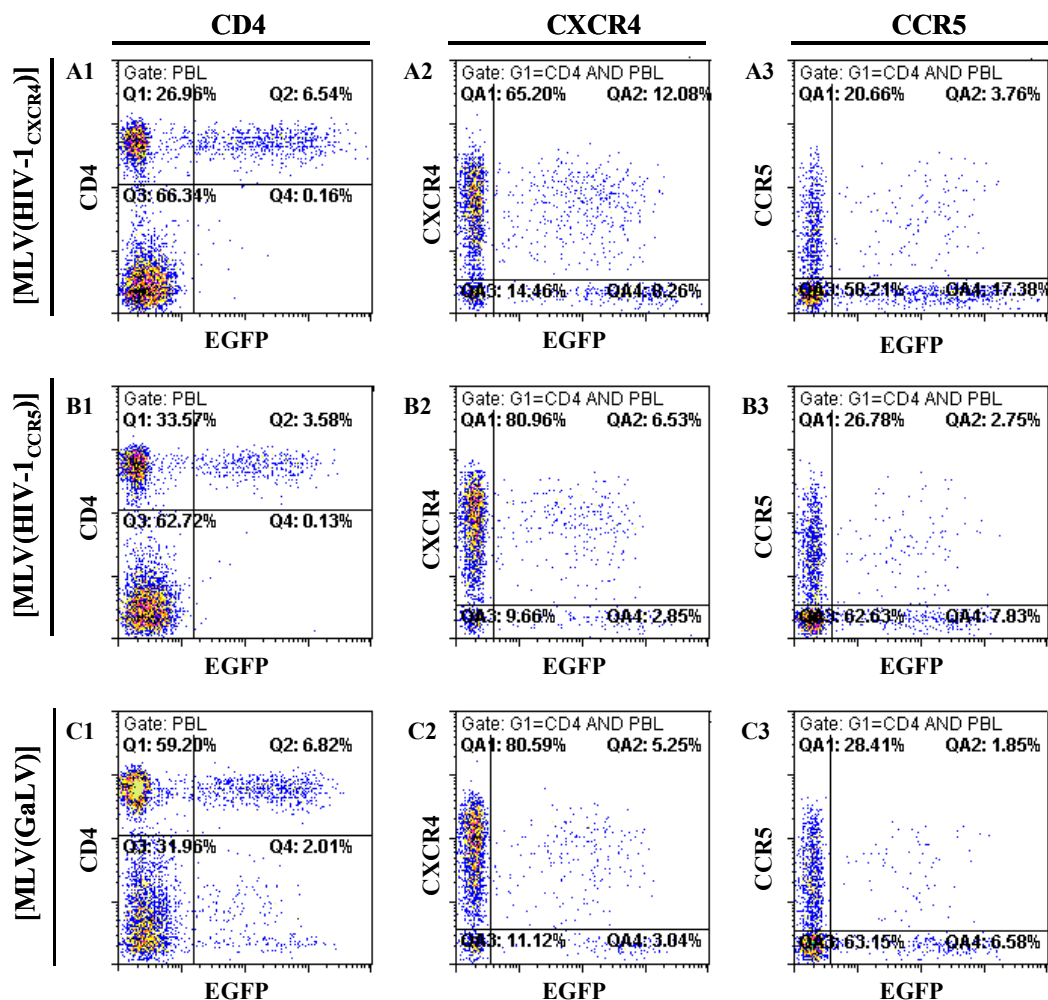 CD4 CXCR4 CCR5
[MLV(HIV-1CXCR4)]
A1 Gate: PBL
Q1: 26.96% Q2: 6.54%
Q3: 66.34% Q4: 0.16%
CD4
EGFP
A2 Gate: G1=CD4 AND PBL
QA1: 65.20% QA2: 12.08%
QA3: 14.46% QA4: 8.26%
CXCR4
EGFP
A3 Gate: G1=CD4 AND PBL
QA1: 20.66% QA2: 3.76%
QA3: 58.21% QA4: 17.38%
CCR5
EGFP
[MLV(HIV-1CCR5)]
B1 Gate: PBL
Q1: 33.57% Q2: 3.58%
Q3: 62.72% Q4: 0.13%
CD4
EGFP
B2 Gate: G1=CD4 AND PBL
QA1: 80.96% QA2: 6.53%
QA3: 9.66% QA4: 2.85%
CXCR4
EGFP
B3 Gate: G1=CD4 AND PBL
QA1: 26.78% QA2: 2.75%
QA3: 62.63% QA4: 7.83%
CCR5
EGFP
[MLV(GaLV)]
C1 Gate: PBL
Q1: 59.20% Q2: 6.82%
Q3: 31.96% Q4: 2.01%
CD4
EGFP
C2 Gate: G1=CD4 AND PBL
QA1: 80.59% QA2: 5.25%
QA3: 11.12% QA4: 3.04%
CXCR4
EGFP
C3 Gate: G1=CD4 AND PBL
QA1: 28.41% QA2: 1.85%
QA3: 63.15% QA4: 6.58%
CCR5
EGFP